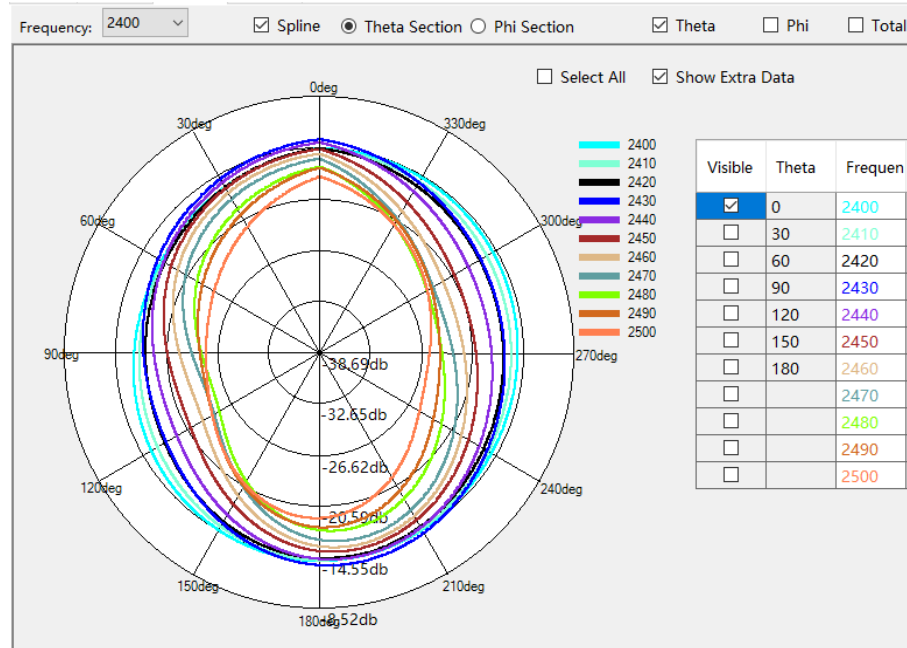 Frequency: 2400 Spline Theta Section Phi Section Theta Phi Total
Select All Show Extra Data
0deg
30deg
330deg
60deg
300deg
90deg
270deg
120deg
240deg
150deg
210deg
180deg
-38.69db
-32.65db
-26.62db
-20.59db
-14.55db
-8.52db
2400
2410
2420
2430
2440
2450
2460
2470
2480
2490
2500
Visible Theta Frequen
0 2400
30 2410
60 2420
90 2430
120 2440
150 2450
180 2460
2470
2480
2490
2500